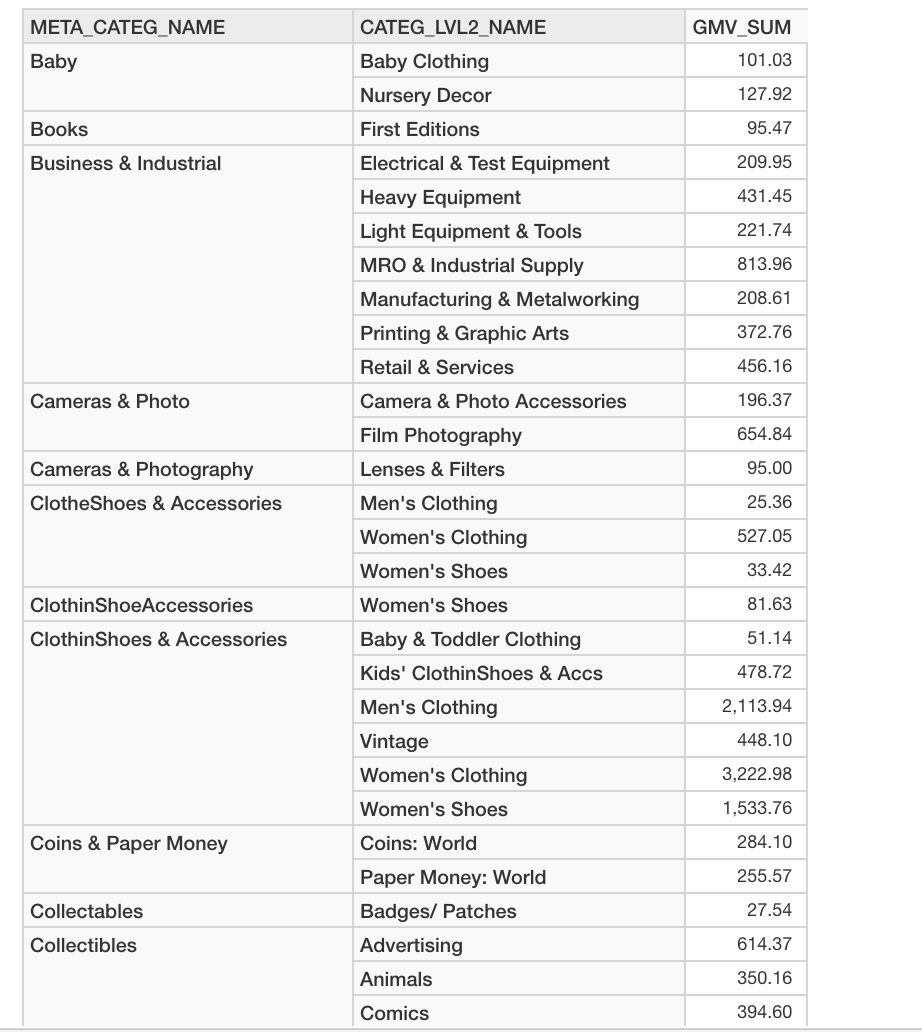 META_CATEG_NAME CATEG_LVL2_NAME GMV_SUM
Baby Baby Clothing 101.03
Nursery Decor 127.92
Books First Editions 95.47
Business & Industrial Electrical & Test Equipment 209.95
Heavy Equipment 431.45
Light Equipment & Tools 221.74
MRO & Industrial Supply 813.96
Manufacturing & Metalworking 208.61
Printing & Graphic Arts 372.76
Retail & Services 456.16
Cameras & Photo Camera & Photo Accessories 196.37
Film Photography 654.84
Cameras & Photography Lenses & Filters 95.00
ClotheShoes & Accessories Men's Clothing 25.36
Women's Clothing 527.05
Women's Shoes 33.42
ClothinShoeAccessories Women's Shoes 81.63
ClothinShoes & Accessories Baby & Toddler Clothing 51.14
Kids' ClothinShoes & Accs 478.72
Men's Clothing 2,113.94
Vintage 448.10
Women's Clothing 3,222.98
Women's Shoes 1,533.76
Coins & Paper Money Coins: World 284.10
Paper Money: World 255.57
Collectables Badges/ Patches 27.54
Collectibles Advertising 614.37
Animals 350.16
Comics 394.60